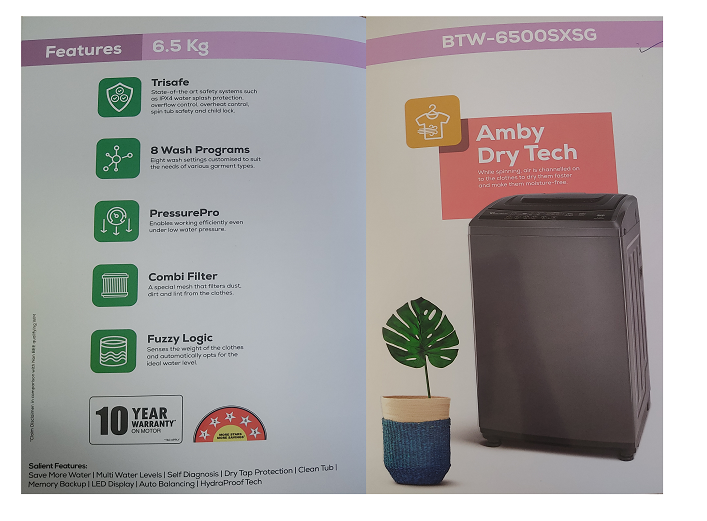 Features
6.5 Kg
Trisafe
State-of-the art safety systems such
as IPX4 water splash protection,
overflow control, overheat control,
spin tub safety and child lock.
8 Wash Programs
Eight wash settings customised to suit
the needs of various garment types.
PressurePro
Enables working efficiently even
under low water pressure.
Combi Filter
A special mesh that filters dust,
dirt and lint from the clothes.
Fuzzy Logic
Senses the weight of the clothes
and automatically opts for the
ideal water level.
10 YEAR
WARRANTY*
ON MOTOR
MORE STARS
MORE SAVINGS
Salient Features:
Save More Water | Multi Water Levels | Self Diagnosis | Dry Tap Protection | Clean Tub |
Memory Backup | LED Display | Auto Balancing | HydraProof Tech
BTW-6500SXSG
Amby
Dry Tech
While spinning, air is channelled on
to the clothes to dry them faster
and make them moisture-free.